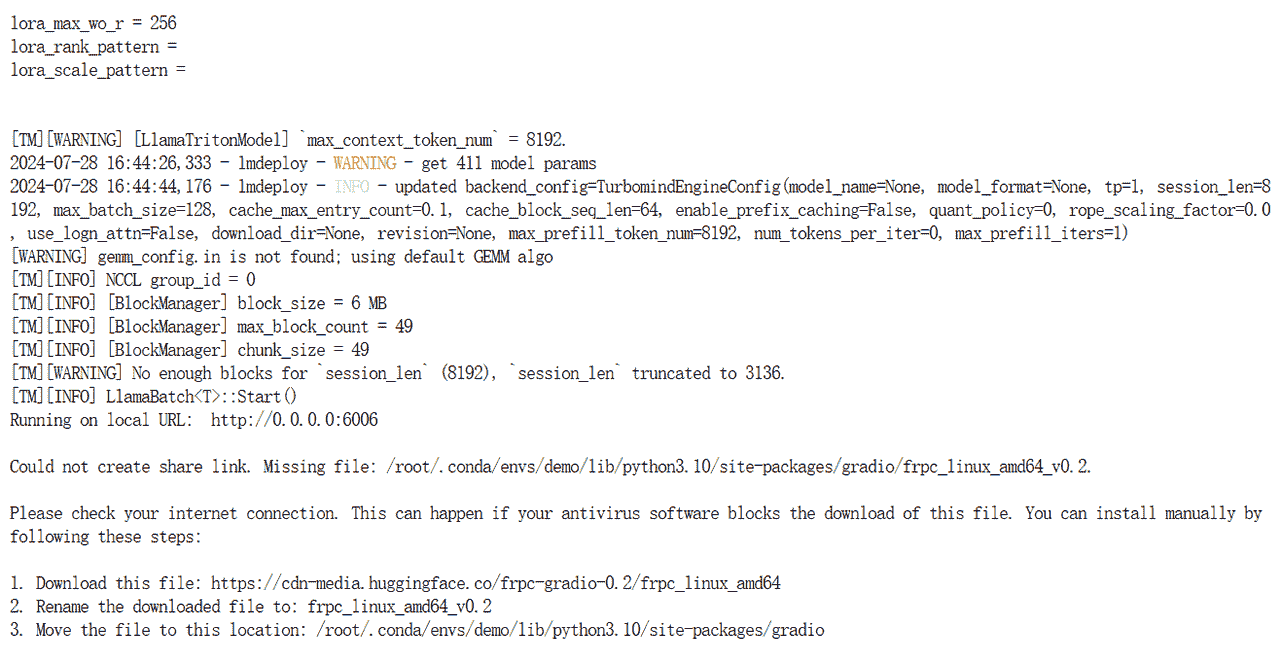 lora_max_wo_r = 256
lora_rank_pattern =
lora_scale_pattern =
[TM][WARNING] [LlamaTritonModel] `max_context_token_num` = 8192.
2024-07-28 16:44:26,333 - lmdeploy - WARNING - get 411 model params
2024-07-28 16:44:44,176 - lmdeploy - INFO - updated backend_config=TurbomindEngineConfig(model_name=None, model_format=None, tp=1, session_len=8
192, max_batch_size=128, cache_max_entry_count=0.1, cache_block_seq_len=64, enable_prefix_caching=False, quant_policy=0, rope_scaling_factor=0.0
, use_logn_attn=False, download_dir=None, revision=None, max_prefill_token_num=8192, num_tokens_per_iter=0, max_prefill_iters=1)
[WARNING] gemm_config.in is not found; using default GEMM algo
[TM][INFO] NCCL group_id = 0
[TM][INFO] [BlockManager] block_size = 6 MB
[TM][INFO] [BlockManager] max_block_count = 49
[TM][INFO] [BlockManager] chunk_size = 49
[TM][WARNING] No enough blocks for `session_len` (8192), `session_len` truncated to 3136.
[TM][INFO] LlamaBatch<T>::Start()
Running on local URL:  http://0.0.0.0:6006
Could not create share link. Missing file: /root/.conda/envs/demo/lib/python3.10/site-packages/gradio/frpc_linux_amd64_v0.2.
Please check your internet connection. This can happen if your antivirus software blocks the download of this file. You can install manually by
following these steps:
1. Download this file: https://cdn-media.huggingface.co/frpc-gradio-0.2/frpc_linux_amd64
2. Rename the downloaded file to: frpc_linux_amd64_v0.2
3. Move the file to this location: /root/.conda/envs/demo/lib/python3.10/site-packages/gradio